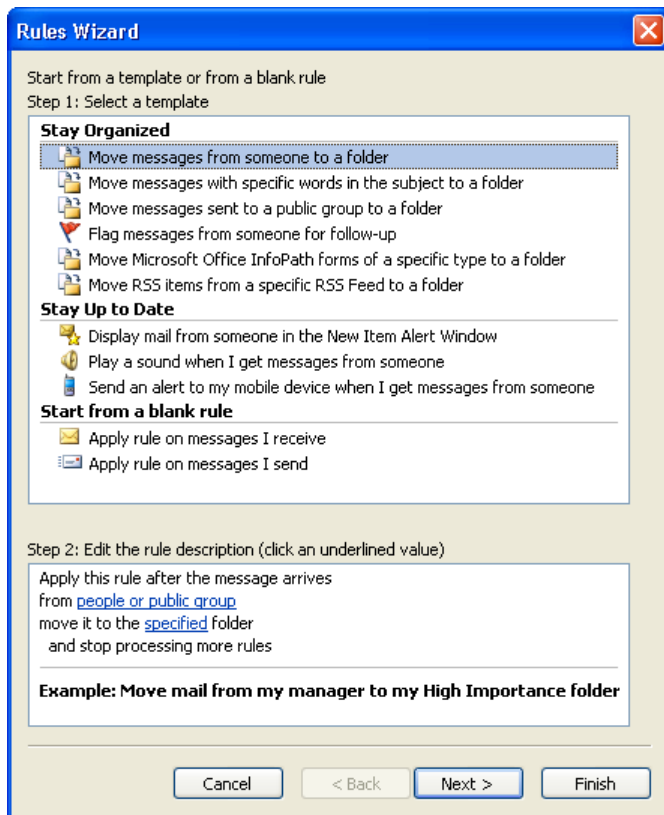 Rules Wizard
Start from a template or from a blank rule
Step 1: Select a template
Stay Organized
Move messages from someone to a folder
Move messages with specific words in the subject to a folder
Move messages sent to a public group to a folder
Flag messages from someone for follow-up
Move Microsoft Office InfoPath forms of a specific type to a folder
Move RSS items from a specific RSS Feed to a folder
Stay Up to Date
Display mail from someone in the New Item Alert Window
Play a sound when I get messages from someone
Send an alert to my mobile device when I get messages from someone
Start from a blank rule
Apply rule on messages I receive
Apply rule on messages I send
Step 2: Edit the rule description (click an underlined value)
Apply this rule after the message arrives
from people or public group
move it to the specified folder
and stop processing more rules
Example: Move mail from my manager to my High Importance folder
Cancel < Back Next > Finish